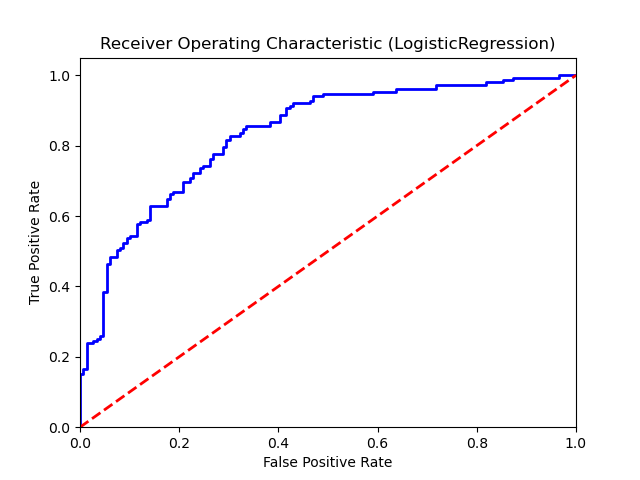 Receiver Operating Characteristic (LogisticRegression)
1.0
0.8
0.6
0.4
0.2
0.0
True Positive Rate
0.0 0.2 0.4 0.6 0.8 1.0
False Positive Rate